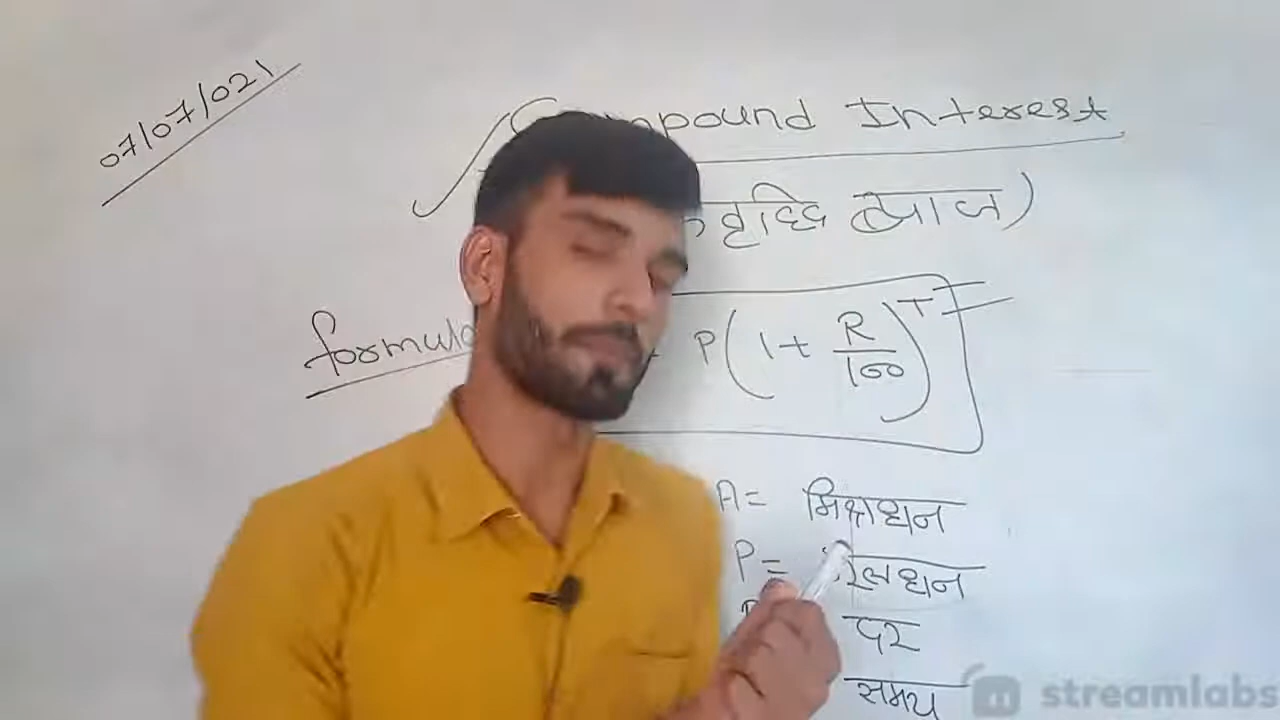 07/07/021
Compound Interest
वृद्धि ब्याज)
formula
P(1+ R/100)^T
A= मिश्रधन
P= मूलधन
दर
समय
streamlabs